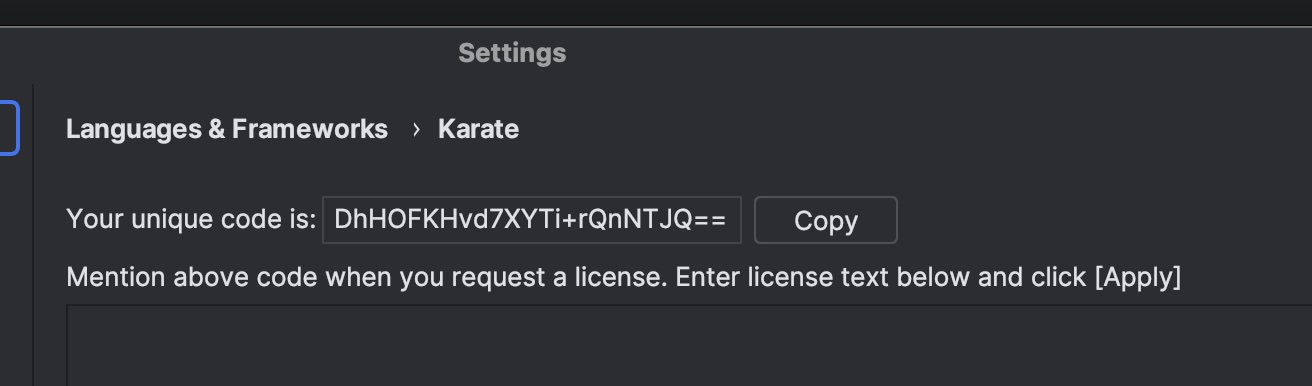 Settings
Languages & Frameworks › Karate
Your unique code is: DhHOFKHvd7XYTi+rQnNTJQ== Copy
Mention above code when you request a license. Enter license text below and click [Apply]